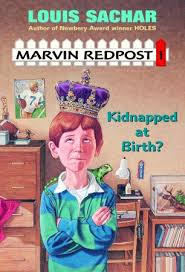 LOUIS SACHAR
Author of Newbery Award winner HOLES
MARVIN REDPOST 1
Kidnapped
at
Birth?